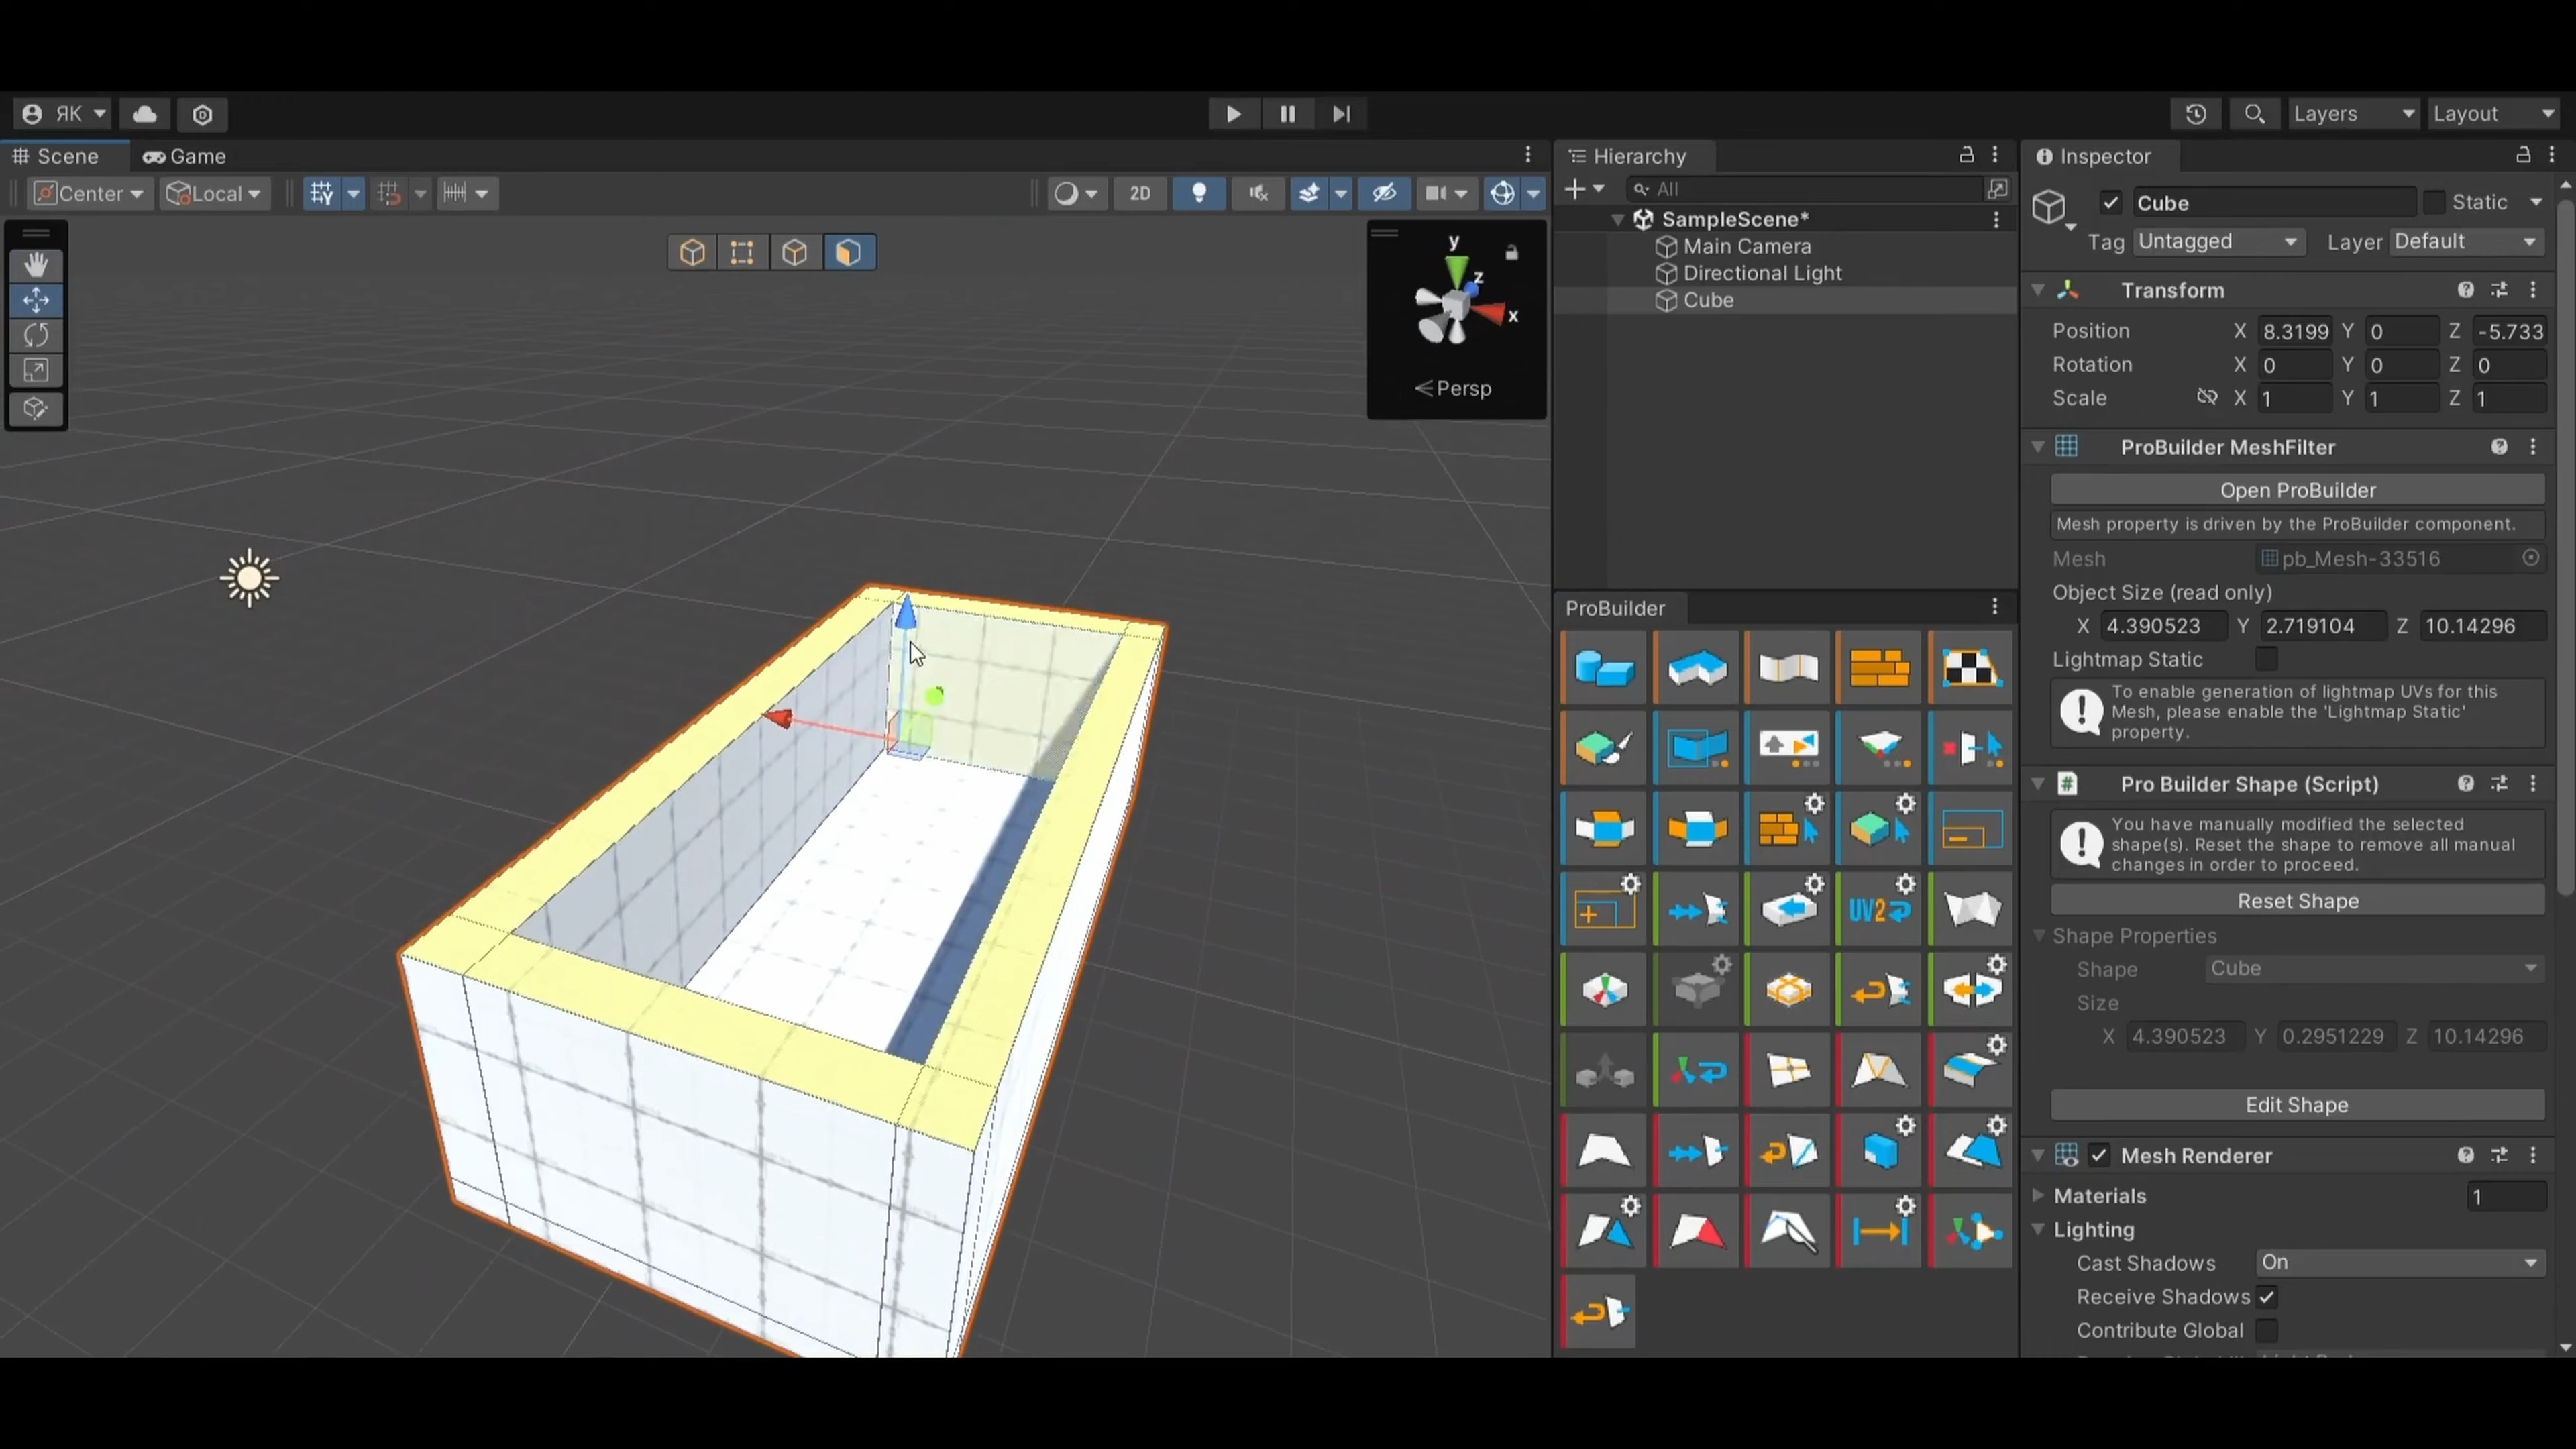 ЯК
Layers
Layout
Scene
Game
Hierarchy
Inspector
Center
Local
2D
All
Cube
Static
SampleScene*
Tag Untagged Layer Default
Main Camera
Directional Light
Cube
y
z
x
Persp
Transform
Position X 8.3199 Y 0 Z -5.733
Rotation X 0 Y 0 Z 0
Scale X 1 Y 1 Z 1
ProBuilder MeshFilter
Open ProBuilder
Mesh property is driven by the ProBuilder component.
Mesh pb_Mesh-33516
Object Size (read only)
X 4.390523 Y 2.719104 Z 10.14296
Lightmap Static
To enable generation of lightmap UVs for this
Mesh, please enable the 'Lightmap Static'
property.
ProBuilder
UV2
Pro Builder Shape (Script)
You have manually modified the selected
shape(s). Reset the shape to remove all manual
changes in order to proceed.
Reset Shape
Shape Properties
Shape Cube
Size
X 4.390523 Y 0.2951229 Z 10.14296
Edit Shape
Mesh Renderer
Materials 1
Lighting
Cast Shadows On
Receive Shadows
Contribute Global